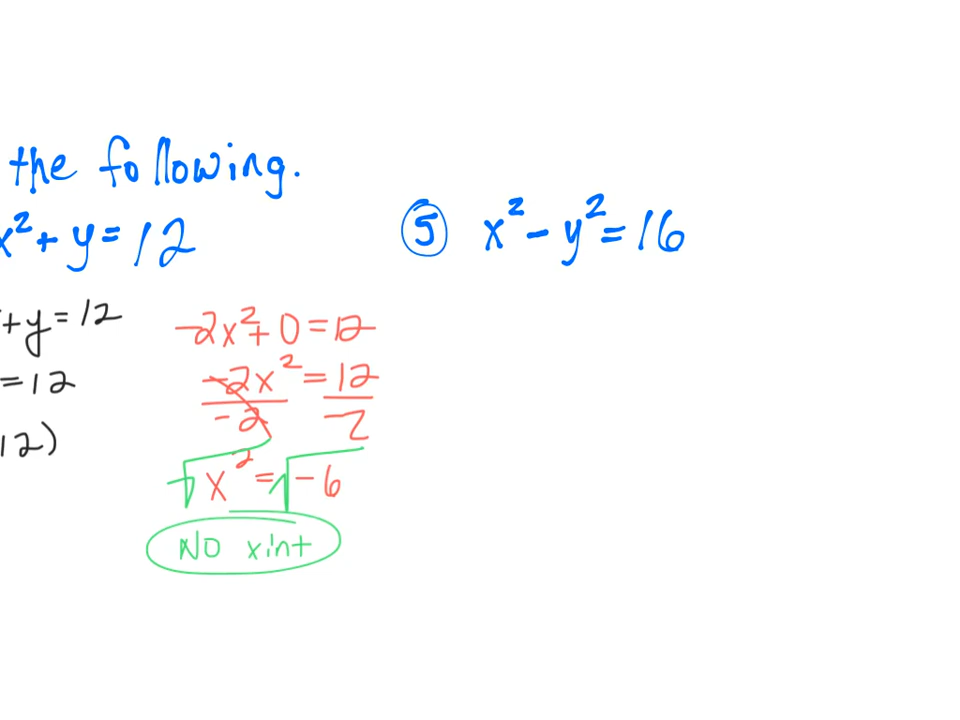 the following.
x² + y = 12
⑤ x² - y² = 16
+ y = 12
= 12
12)
-2x² + 0 = 12
-2x² = 12
-2 -2
√x² = √-6
NO xint